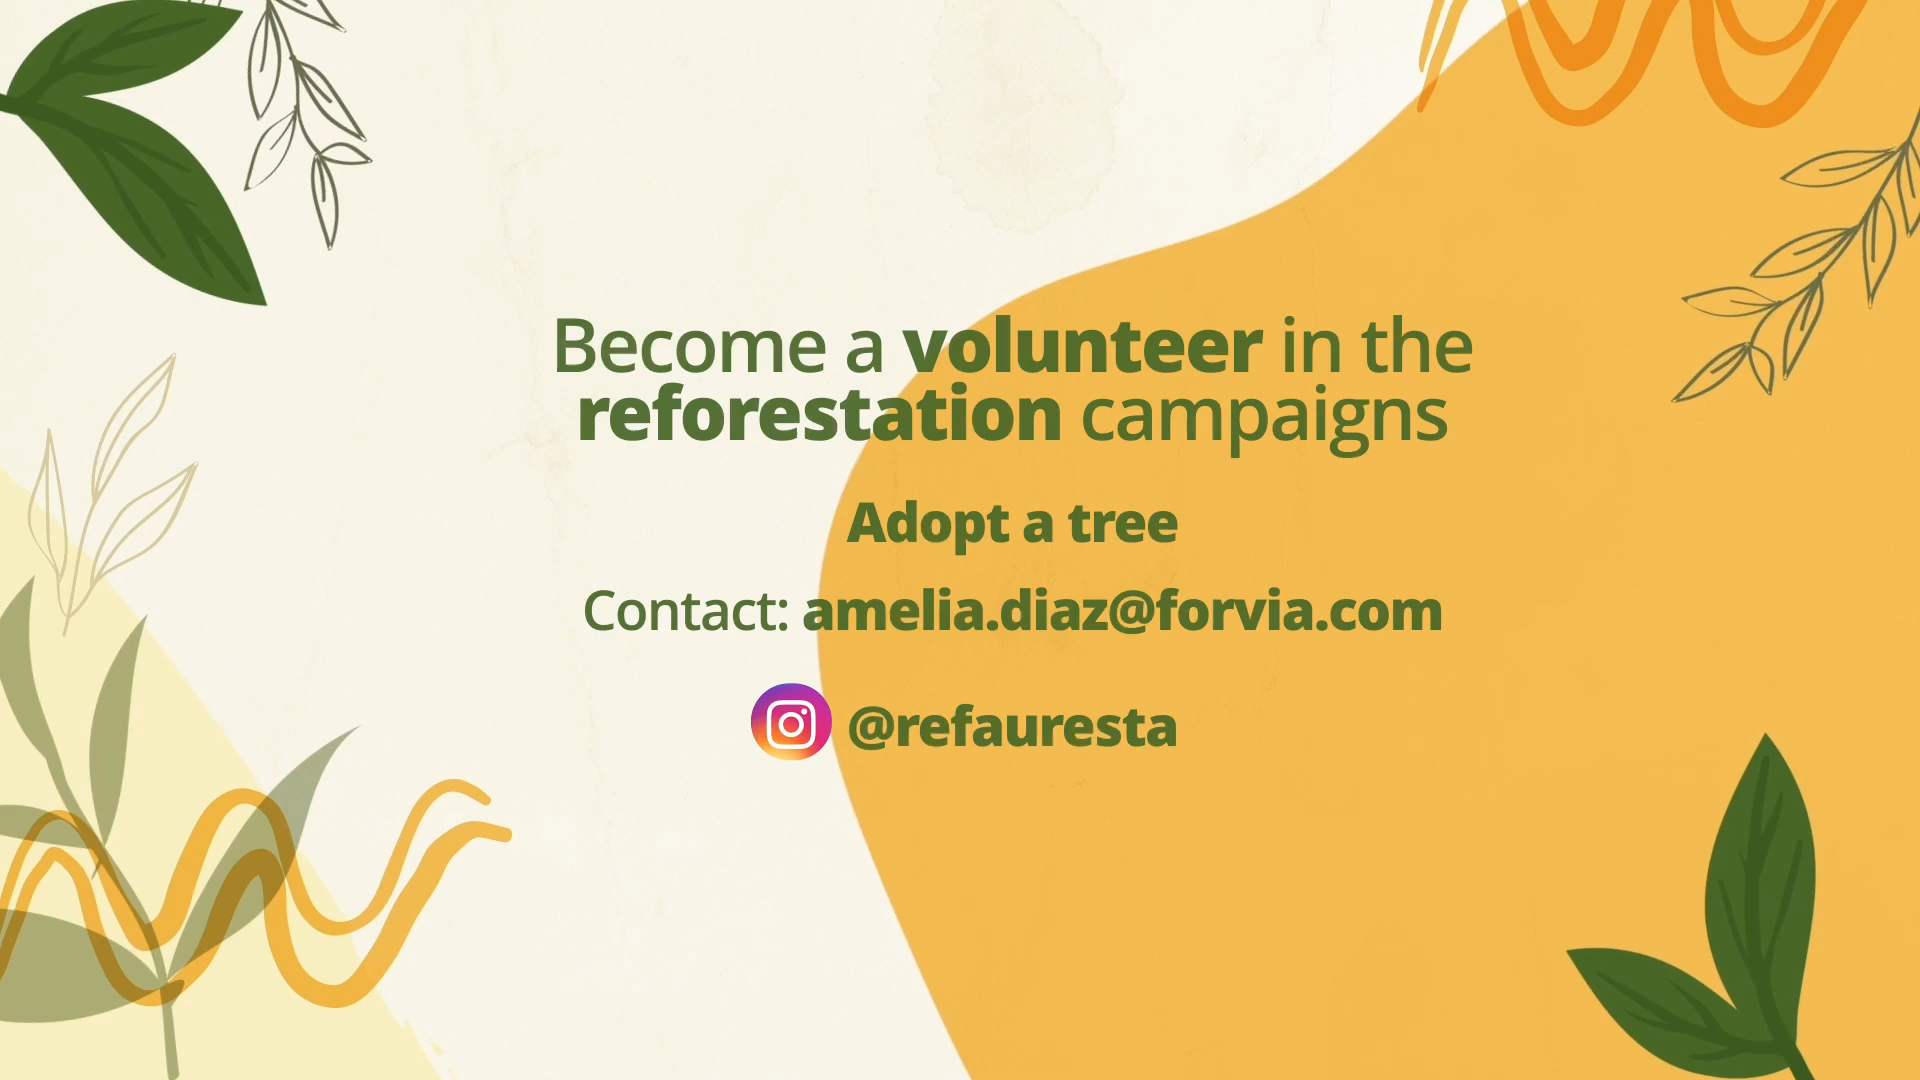 Become a volunteer in the
reforestation campaigns
Adopt a tree
Contact: amelia.diaz@forvia.com
@refauresta